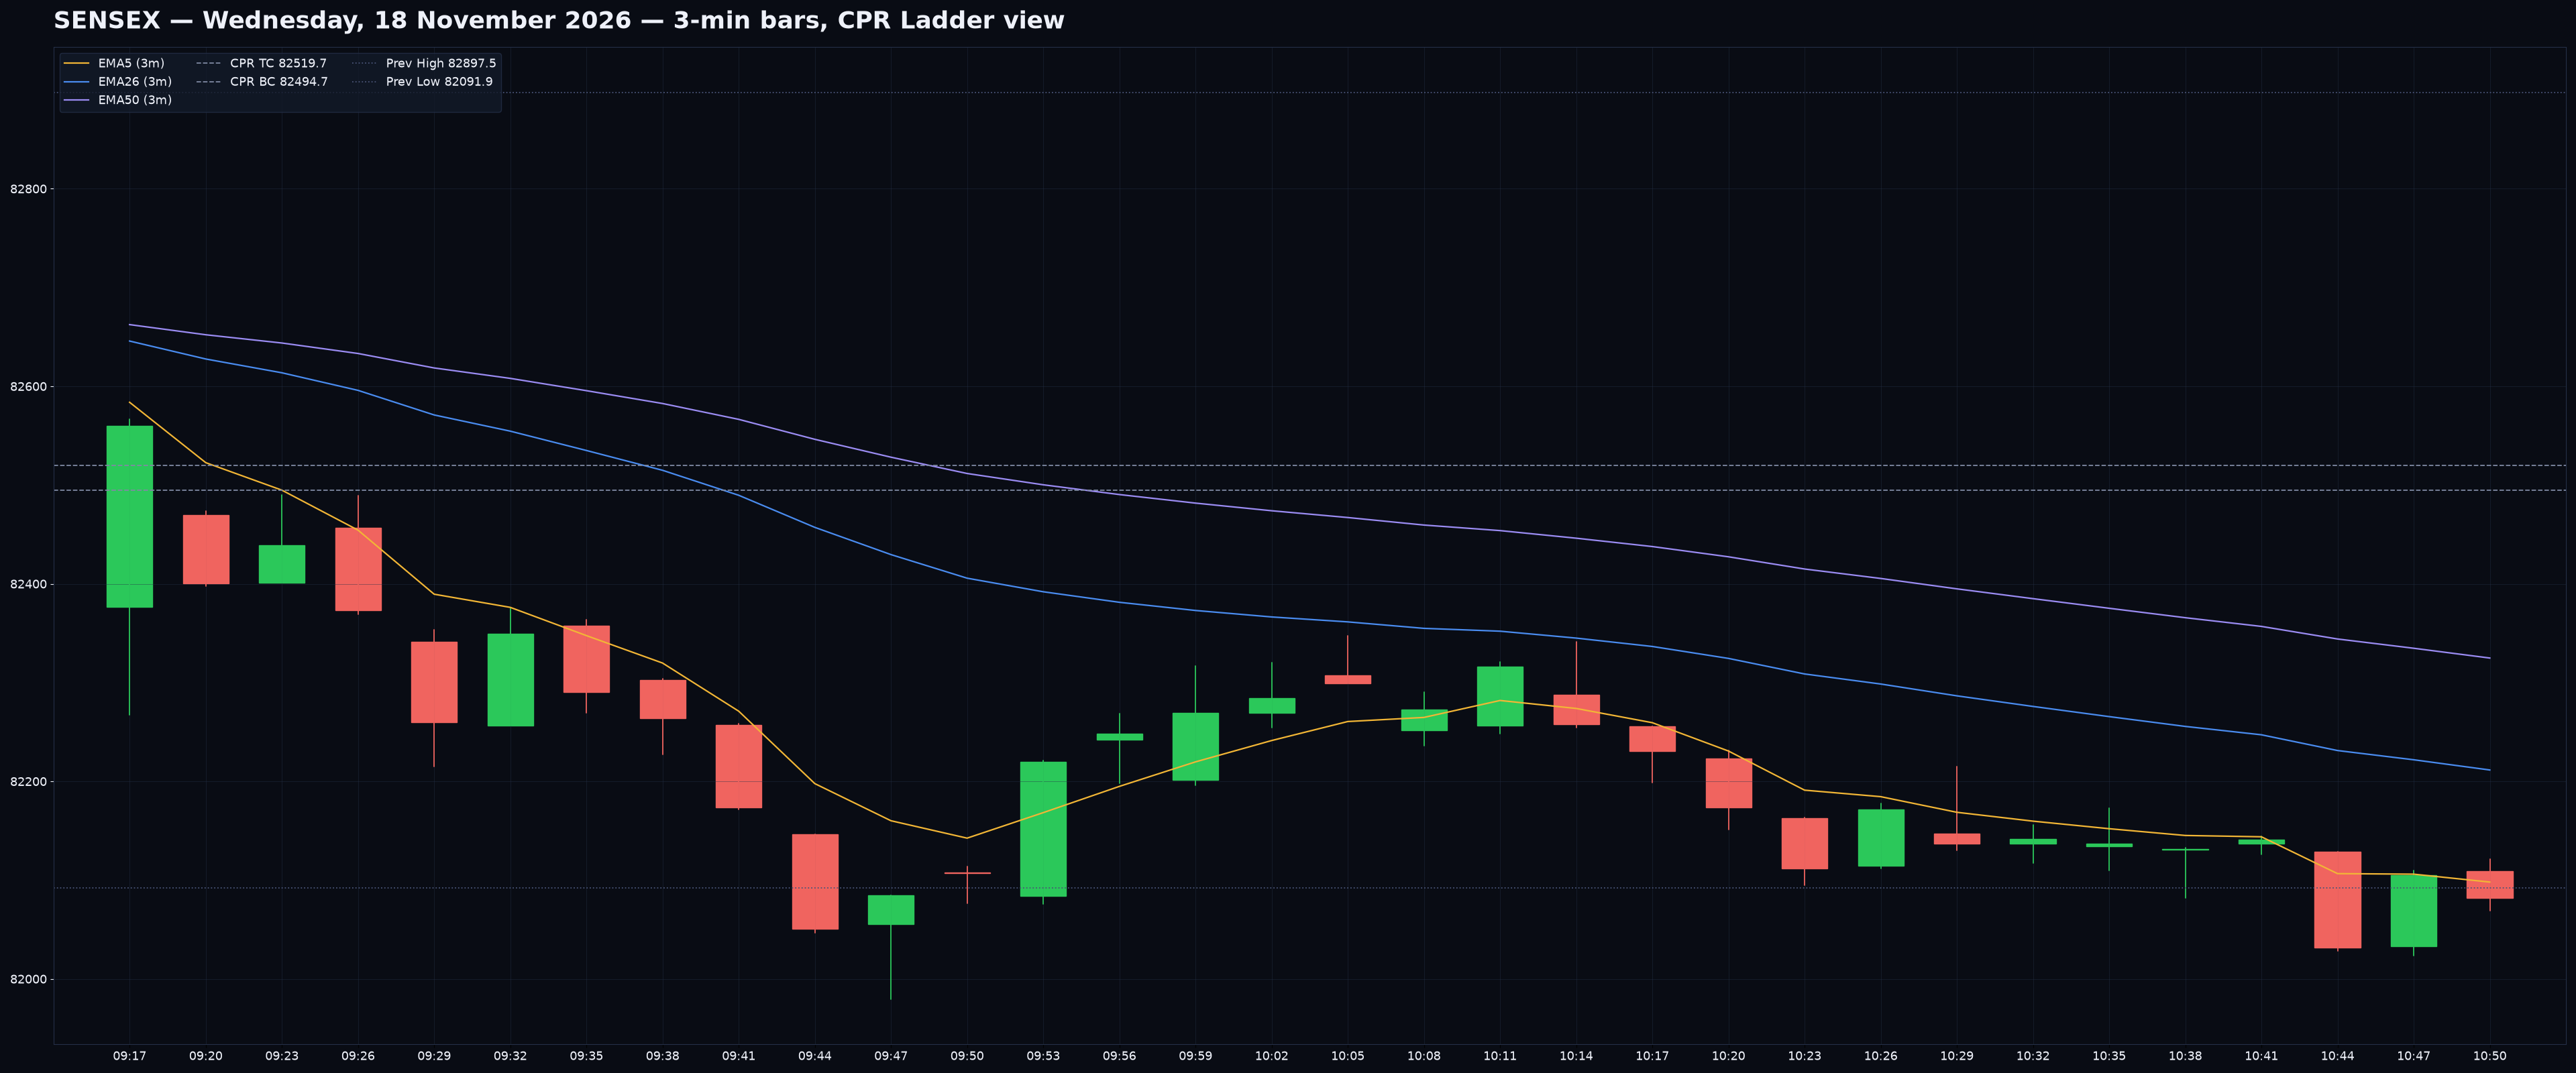 SENSEX — Wednesday, 18 November 2026 — 3-min bars, CPR Ladder view
EMA5 (3m) CPR TC 82519.7 Prev High 82897.5
EMA26 (3m) CPR BC 82494.7 Prev Low 82091.9
EMA50 (3m)
82800
82600
82400
82200
82000
09:17 09:20 09:23 09:26 09:29 09:32 09:35 09:38 09:41 09:44 09:47 09:50 09:53 09:56 09:59 10:02 10:05 10:08 10:11 10:14 10:17 10:20 10:23 10:26 10:29 10:32 10:35 10:38 10:41 10:44 10:47 10:50